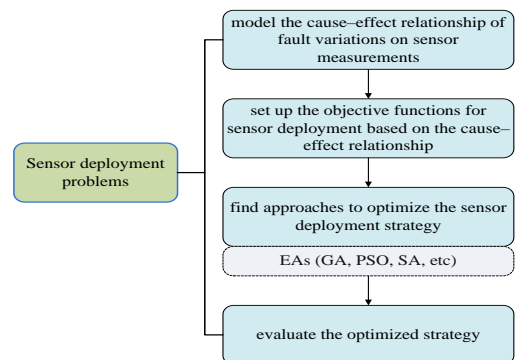 model the cause–effect relationship of
fault variations on sensor
measurements
set up the objective functions for
sensor deployment based on the cause–
effect relationship
Sensor deployment
problems
find approaches to optimize the sensor
deployment strategy
EAs (GA, PSO, SA, etc)
evaluate the optimized strategy